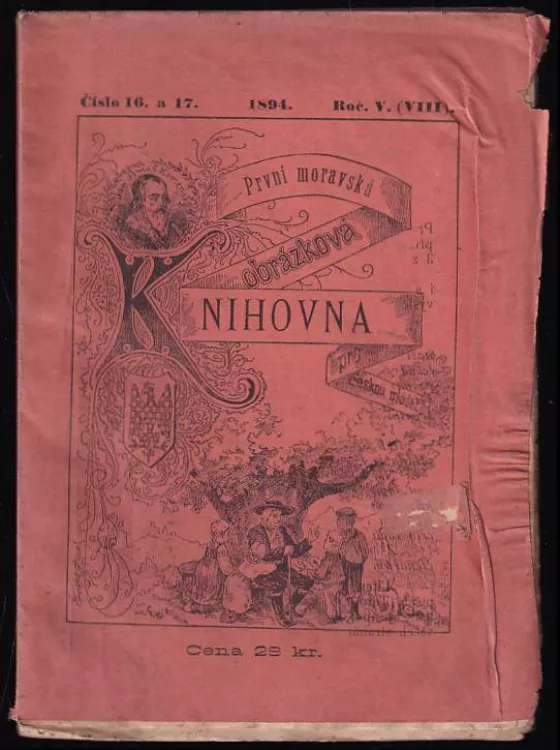 Číslo 16. a 17. 1894. Roč. V. (VIII).
První moravská
obrázková
KNIHOVNA
pro
českou mládež
Cena 28 kr.